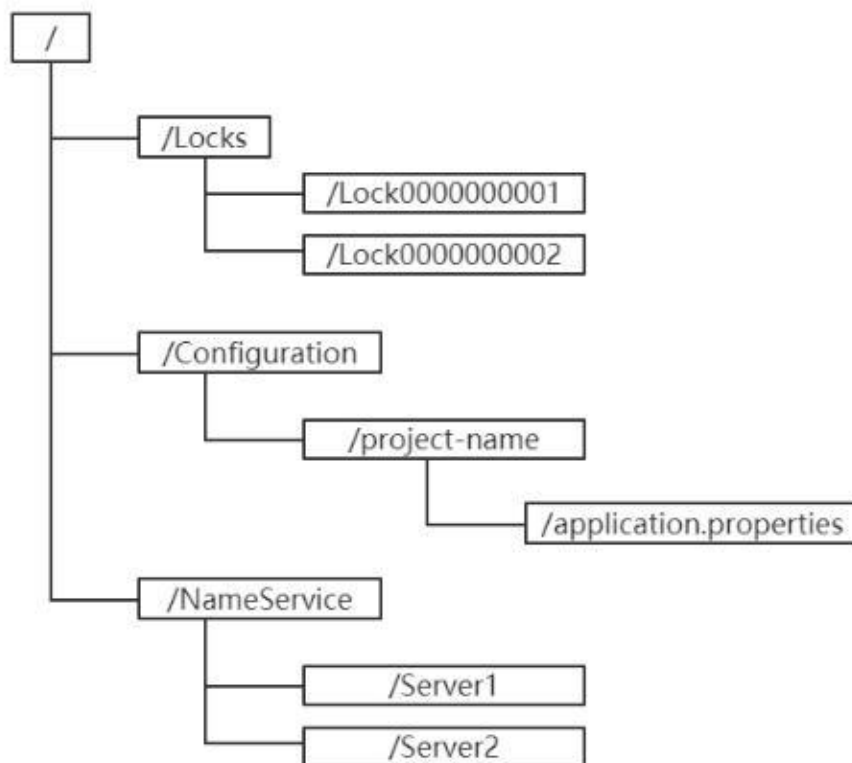 /
/Locks
/Lock0000000001
/Lock0000000002
/Configuration
/project-name
/application.properties
/NameService
/Server1
/Server2